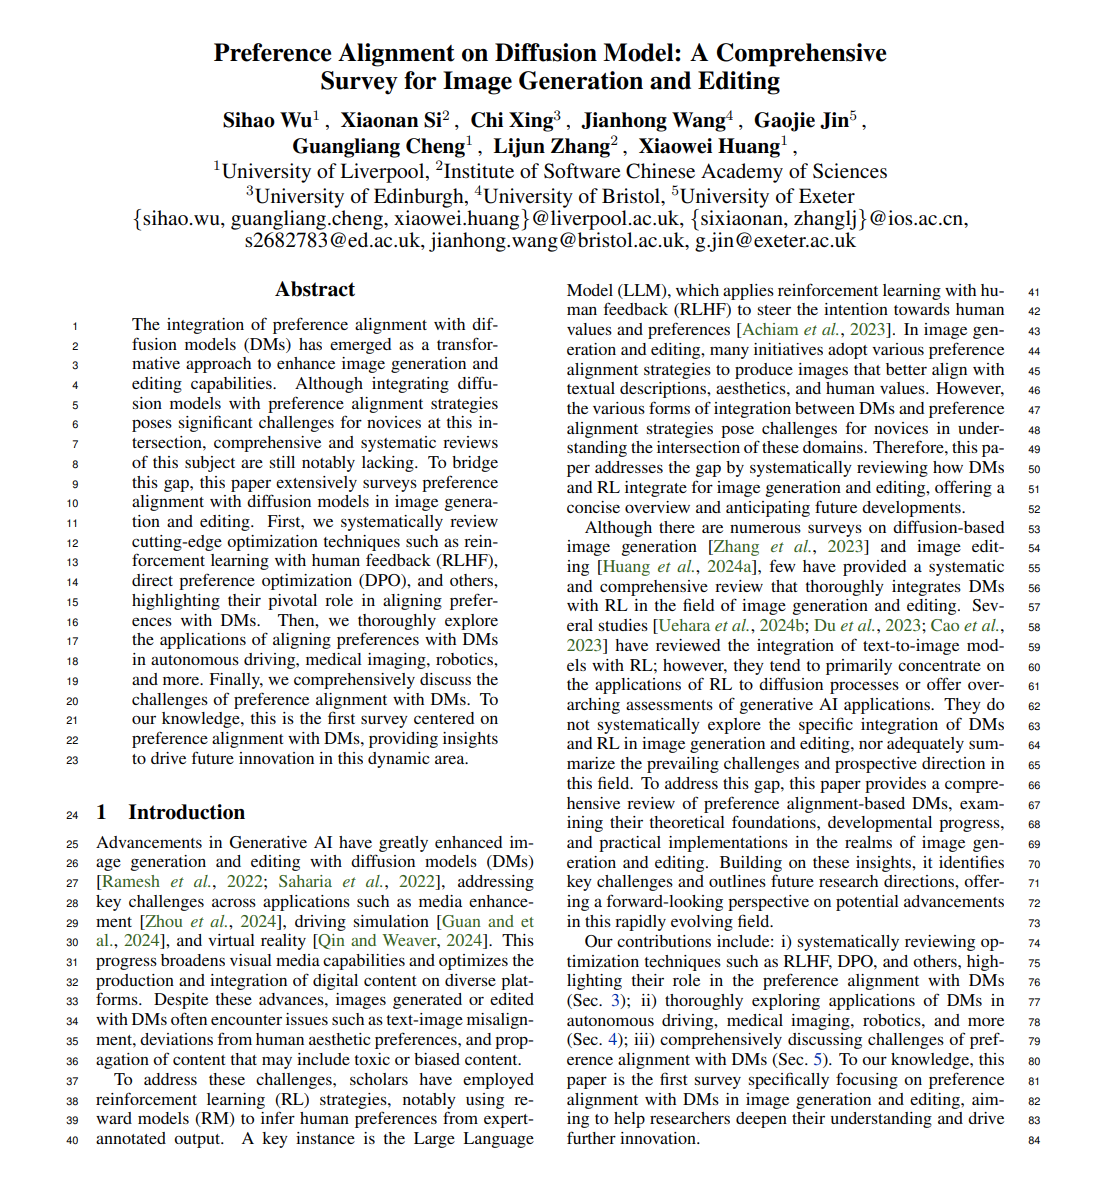 Preference Alignment on Diffusion Model: A Comprehensive
Survey for Image Generation and Editing
Sihao Wu1 , Xiaonan Si2 , Chi Xing3 , Jianhong Wang4 , Gaojie Jin5 ,
Guangliang Cheng1 , Lijun Zhang2 , Xiaowei Huang1 ,
1University of Liverpool, 2Institute of Software Chinese Academy of Sciences
3University of Edinburgh, 4University of Bristol, 5University of Exeter
{sihao.wu, guangliang.cheng, xiaowei.huang}@liverpool.ac.uk, {sixiaonan, zhanglj}@ios.ac.cn,
s2682783@ed.ac.uk, jianhong.wang@bristol.ac.uk, g.jin@exeter.ac.uk
Abstract
1 The integration of preference alignment with dif-
2 fusion models (DMs) has emerged as a transfor-
3 mative approach to enhance image generation and
4 editing capabilities. Although integrating diffu-
5 sion models with preference alignment strategies
6 poses significant challenges for novices at this in-
7 tersection, comprehensive and systematic reviews
8 of this subject are still notably lacking. To bridge
9 this gap, this paper extensively surveys preference
10 alignment with diffusion models in image genera-
11 tion and editing. First, we systematically review
12 cutting-edge optimization techniques such as rein-
13 forcement learning with human feedback (RLHF),
14 direct preference optimization (DPO), and others,
15 highlighting their pivotal role in aligning prefer-
16 ences with DMs. Then, we thoroughly explore
17 the applications of aligning preferences with DMs
18 in autonomous driving, medical imaging, robotics,
19 and more. Finally, we comprehensively discuss the
20 challenges of preference alignment with DMs. To
21 our knowledge, this is the first survey centered on
22 preference alignment with DMs, providing insights
23 to drive future innovation in this dynamic area.
24 1 Introduction
25 Advancements in Generative AI have greatly enhanced im-
26 age generation and editing with diffusion models (DMs)
27 [Ramesh et al., 2022; Saharia et al., 2022], addressing
28 key challenges across applications such as media enhance-
29 ment [Zhou et al., 2024], driving simulation [Guan and et
30 al., 2024], and virtual reality [Qin and Weaver, 2024]. This
31 progress broadens visual media capabilities and optimizes the
32 production and integration of digital content on diverse plat-
33 forms. Despite these advances, images generated or edited
34 with DMs often encounter issues such as text-image misalign-
35 ment, deviations from human aesthetic preferences, and prop-
36 agation of content that may include toxic or biased content.
37 To address these challenges, scholars have employed
38 reinforcement learning (RL) strategies, notably using re-
39 ward models (RM) to infer human preferences from expert-
40 annotated output. A key instance is the Large Language
Model (LLM), which applies reinforcement learning with hu- 41
man feedback (RLHF) to steer the intention towards human 42
values and preferences [Achiam et al., 2023]. In image gen- 43
eration and editing, many initiatives adopt various preference 44
alignment strategies to produce images that better align with 45
textual descriptions, aesthetics, and human values. However, 46
the various forms of integration between DMs and preference 47
alignment strategies pose challenges for novices in under- 48
standing the intersection of these domains. Therefore, this pa- 49
per addresses the gap by systematically reviewing how DMs 50
and RL integrate for image generation and editing, offering a 51
concise overview and anticipating future developments. 52
Although there are numerous surveys on diffusion-based 53
image generation [Zhang et al., 2023] and image edit- 54
ing [Huang et al., 2024a], few have provided a systematic 55
and comprehensive review that thoroughly integrates DMs 56
with RL in the field of image generation and editing. Sev- 57
eral studies [Uehara et al., 2024b; Du et al., 2023; Cao et al., 58
2023] have reviewed the integration of text-to-image mod- 59
els with RL; however, they tend to primarily concentrate on 60
the applications of RL to diffusion processes or offer over- 61
arching assessments of generative AI applications. They do 62
not systematically explore the specific integration of DMs 63
and RL in image generation and editing, nor adequately sum- 64
marize the prevailing challenges and prospective direction in 65
this field. To address this gap, this paper provides a compre- 66
hensive review of preference alignment-based DMs, exam- 67
ining their theoretical foundations, developmental progress, 68
and practical implementations in the realms of image gen- 69
eration and editing. Building on these insights, it identifies 70
key challenges and outlines future research directions, offer- 71
ing a forward-looking perspective on potential advancements 72
in this rapidly evolving field. 73
Our contributions include: i) systematically reviewing op- 74
timization techniques such as RLHF, DPO, and others, high- 75
lighting their role in the preference alignment with DMs 76
(Sec. 3); ii) thoroughly exploring applications of DMs in 77
autonomous driving, medical imaging, robotics, and more 78
(Sec. 4); iii) comprehensively discussing challenges of pref- 79
erence alignment with DMs (Sec. 5). To our knowledge, this 80
paper is the first survey specifically focusing on preference 81
alignment with DMs in image generation and editing, aim- 82
ing to help researchers deepen their understanding and drive 83
further innovation. 84